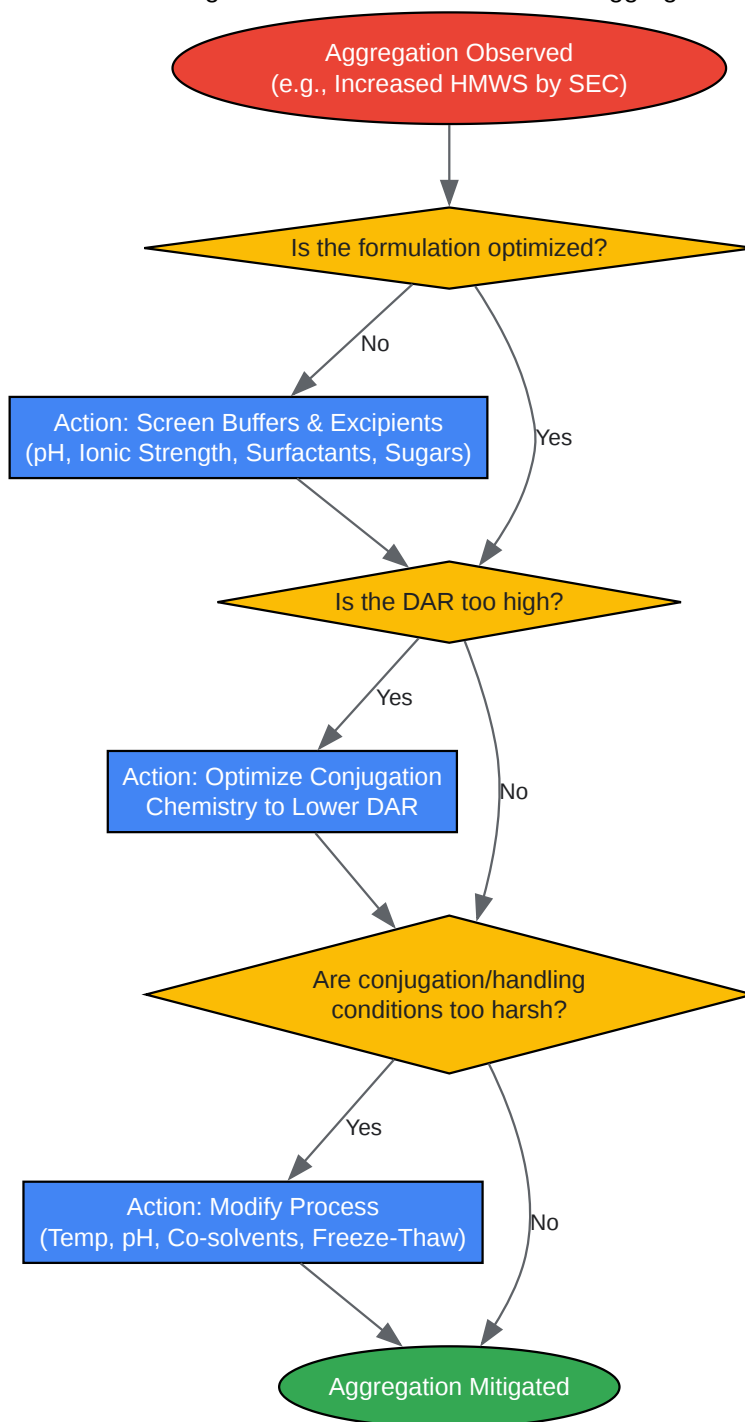 Aggregation Observed
(e.g., Increased HMWS by SEC)
Is the formulation optimized?
No
Action: Screen Buffers & Excipients
(pH, Ionic Strength, Surfactants, Sugars)
Yes
Is the DAR too high?
Yes
Action: Optimize Conjugation
Chemistry to Lower DAR
No
Are conjugation/handling
conditions too harsh?
Yes
Action: Modify Process
(Temp, pH, Co-solvents, Freeze-Thaw)
No
Aggregation Mitigated